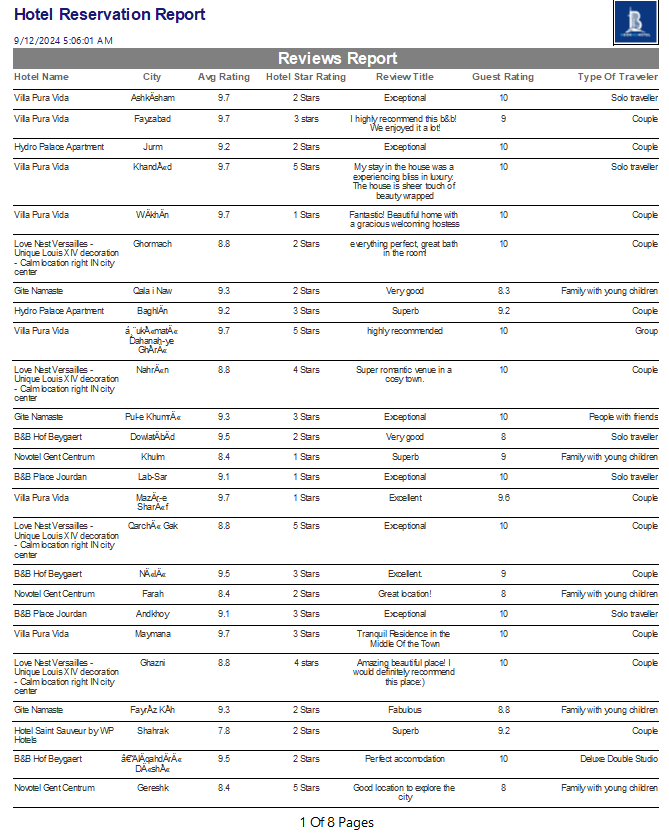 Hotel Reservation Report
9/12/2024 5:06:01 AM
Reviews Report
Hotel Name City Avg Rating Hotel Star Rating Review Title Guest Rating Type Of Traveler
Villa Pura Vida AshkÄsham 9.7 2 Stars Exceptional 10 Solo traveller
Villa Pura Vida Fayzabad 9.7 3 stars I highly recommend this b&b! 9 Couple
We enjoyed it a lot!
Hydro Palace Apartment Jurm 9.2 2 Stars Exceptional 10 Couple
Villa Pura Vida KhandÅ«d 9.7 5 Stars My stay in the house was a 10 Solo traveller
experiencing bliss in luxury.
The house is sheer touch of
beauty wrapped
Villa Pura Vida WÄkhÄn 9.7 1 Stars Fantastic! Beautiful home with 10 Couple
a gracious welcoming hostess
Love Nest Versailles - Ghormach 8.8 2 Stars everything perfect, great bath 10 Couple
Unique Louis XIV decoration in the room!
- Calm location right IN city
center
Gite Namaste Qala i Naw 9.3 2 Stars Very good 8.3 Family with young children
Hydro Palace Apartment BaghlÄn 9.2 3 Stars Superb 9.2 Couple
Villa Pura Vida á¸¨ukÅ«matÄ« 9.7 5 Stars highly recommended 10 Group
Dahanah-ye
GhÅrÄ«
Love Nest Versailles - NahrÄ«n 8.8 4 Stars Super romantic venue in a 10 Couple
Unique Louis XIV decoration cosy town.
- Calm location right IN city
center
Gite Namaste Pul-e KhumrÄ« 9.3 3 Stars Exceptional 10 People with friends
B&B Hof Beygaert DowlatÄbÄd 9.5 2 Stars Very good 8 Solo traveller
Novotel Gent Centrum Khulm 8.4 1 Stars Superb 9 Family with young children
B&B Place Jourdan Lab-Sar 9.1 1 Stars Exceptional 10 Solo traveller
Villa Pura Vida MazÄr-e 9.7 1 Stars Excellent 9.6 Couple
SharÄ«f
Love Nest Versailles - QarchÄ« Gak 8.8 5 Stars Exceptional 10 Couple
Unique Louis XIV decoration
- Calm location right IN city
center
B&B Hof Beygaert NÄ«lÄ« 9.5 3 Stars Excellent. 9 Couple
Novotel Gent Centrum Farah 8.4 2 Stars Great location! 8 Family with young children
B&B Place Jourdan Andkhoy 9.1 3 Stars Exceptional 10 Solo traveller
Villa Pura Vida Maymana 9.7 3 Stars Tranquil Residence in the 10 Couple
Middle Of the Town
Love Nest Versailles - Ghazni 8.8 4 stars Amazing beautiful place! I 10 Couple
Unique Louis XIV decoration would definitely recommend
- Calm location right IN city this place:)
center
Gite Namaste FayrÅz KÅh 9.3 2 Stars Fabulous 8.8 Family with young children
Hotel Saint Sauveur by WP Shahrak 7.8 2 Stars Superb 9.2 Couple
Hotels
B&B Hof Beygaert â€˜AlÄqahdÄrÄ« 9.5 2 Stars Perfect accomodation 10 Deluxe Double Studio
DÄ«shÅ«
Novotel Gent Centrum Gereshk 8.4 5 Stars Good location to explore the 8 Family with young children
city
1 Of 8 Pages